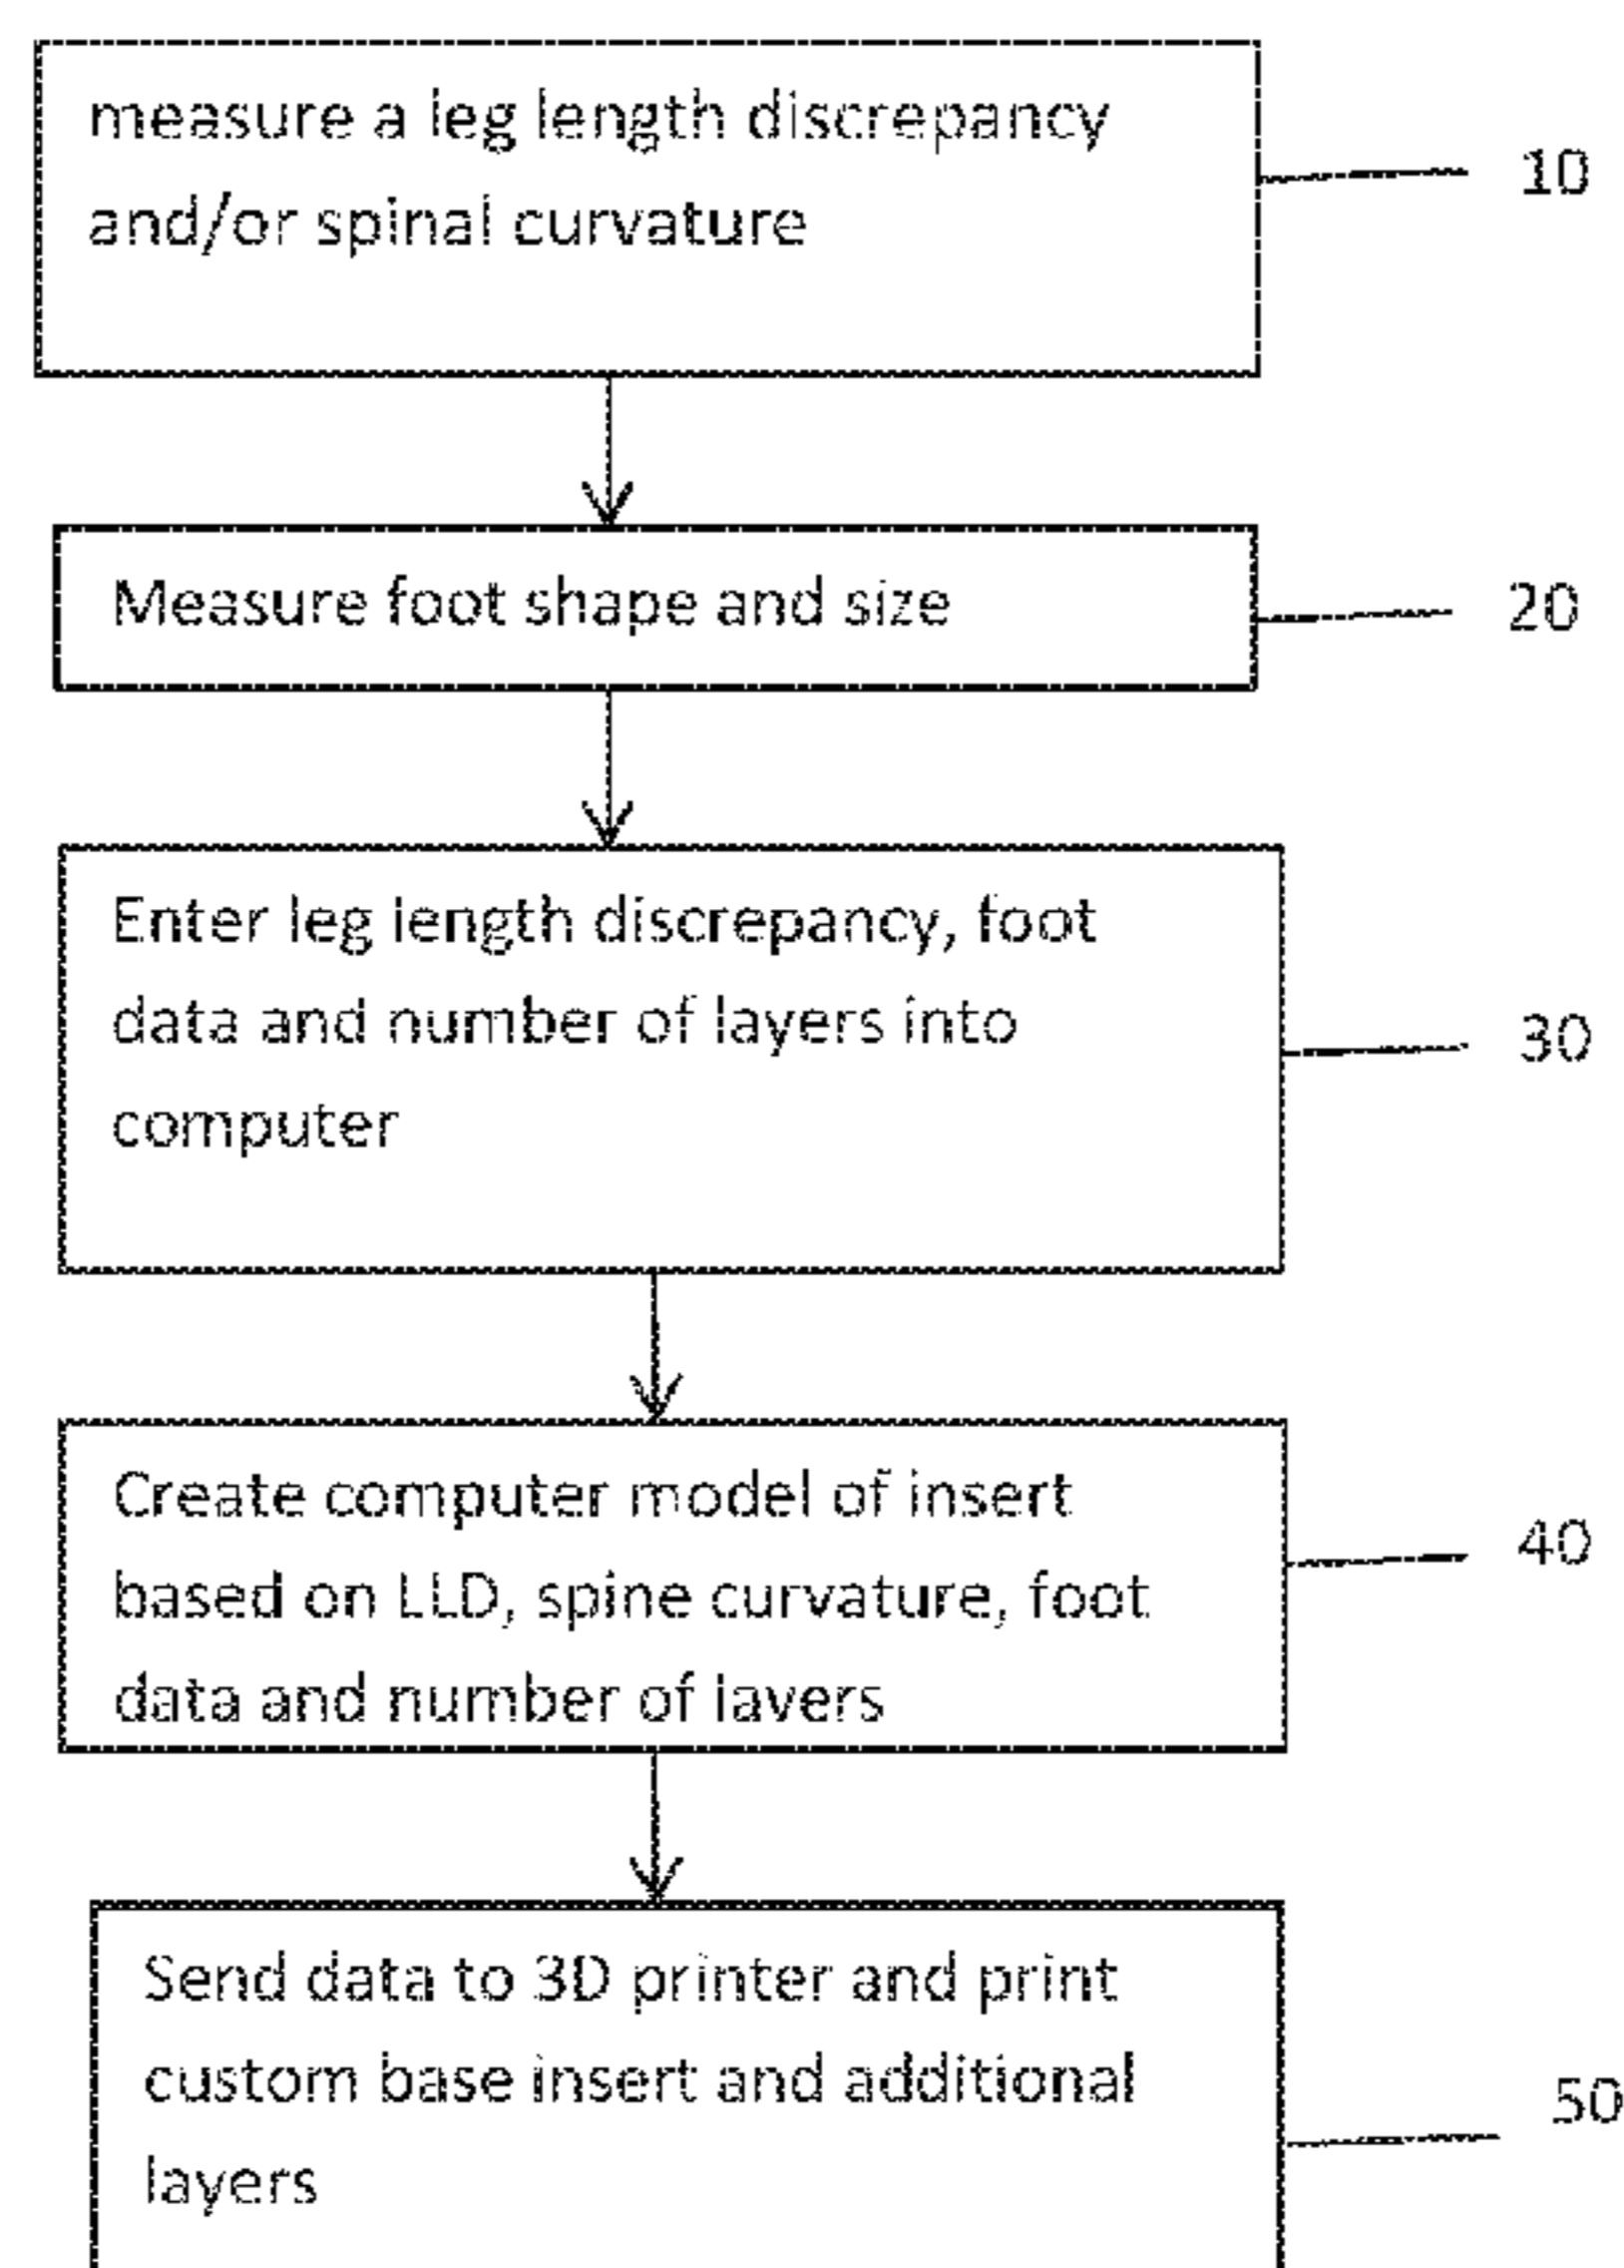 measure a leg length discrepancy
and/or spinal curvature
10
Measure foot shape and size
20
Enter leg length discrepancy, foot
data and number of layers into
computer
30
Create computer model of insert
based on LLD, spine curvature, foot
data and number of layers
40
Send data to 3D printer and print
custom base insert and additional
layers
50